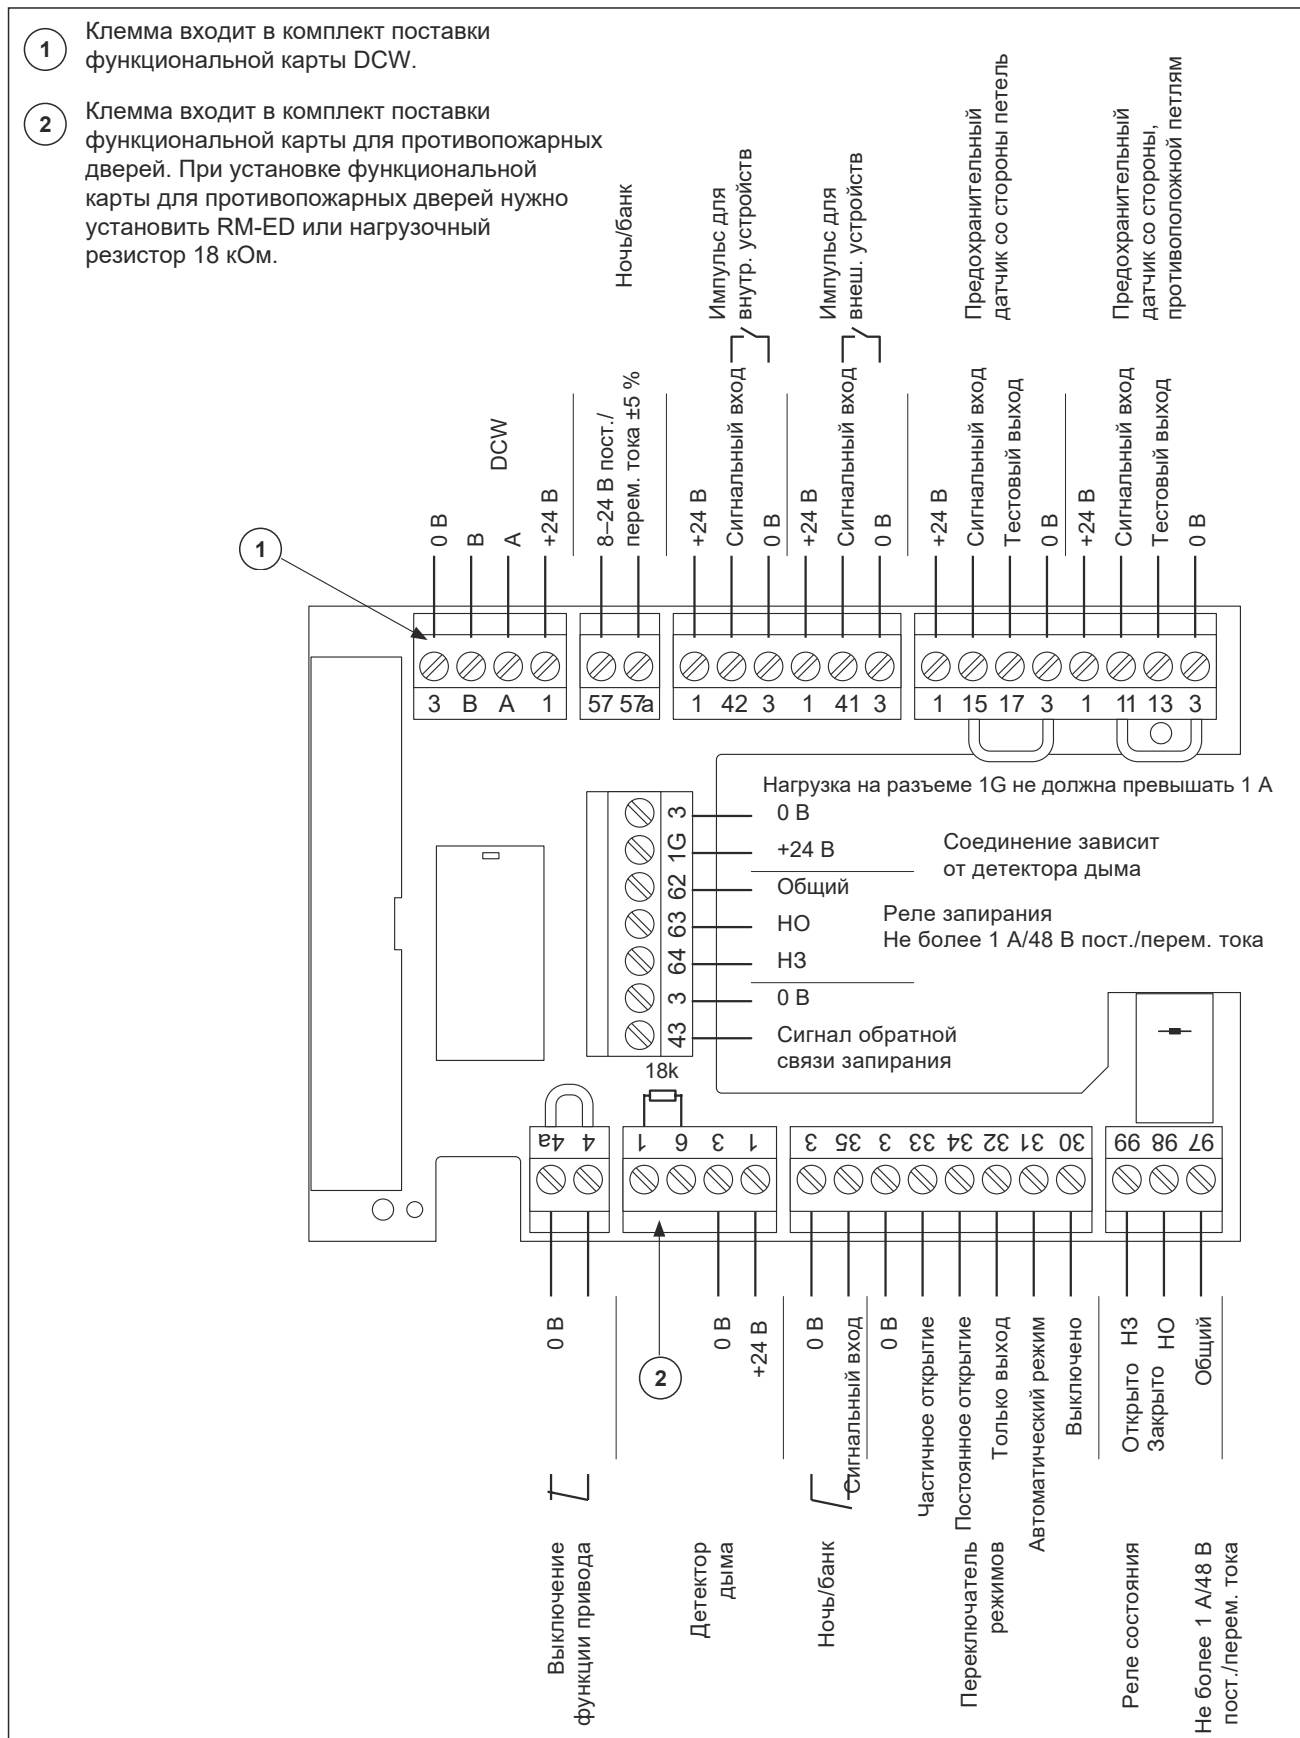 1
Клемма входит в комплект поставки
функциональной карты DCW.
2
Клемма входит в комплект поставки
функциональной карты для противопожарных
дверей. При установке функциональной
карты для противопожарных дверей нужно
установить RM-ED или нагрузочный
резистор 18 кОм.
DCW
Ночь/банк
Импульс для
внутр. устройств
Импульс для
внеш. устройств
Предохранительный
датчик со стороны петель
Предохранительный
датчик со стороны,
противоположной петлям
0 В
B
A
+24 В
8–24 В пост./
перем. тока ±5 %
+24 В
Сигнальный вход
0 В
+24 В
Сигнальный вход
0 В
+24 В
Сигнальный вход
Тестовый выход
0 В
+24 В
Сигнальный вход
Тестовый выход
0 В
1
3 B A 1
57 57a
1 42 3 1 41 3
1 15 17 3 1 11 13 3
Нагрузка на разъеме 1G не должна превышать 1 А
3
0 В
1G
+24 В
Соединение зависит
от детектора дыма
62
Общий
63
НО
Реле запирания
Не более 1 А/48 В пост./перем. тока
64
НЗ
3
0 В
43
Сигнал обратной
связи запирания
18k
4a 4
1 6 3 1
3 35 3 33 34 32 31 30
99 98 97
2
0 В
0 В
+24 В
0 В
Сигнальный вход
0 В
Частичное открытие
Постоянное открытие
Только выход
Автоматический режим
Выключено
Открыто НЗ
Закрыто НО
Общий
Выключение
функции привода
Детектор
дыма
Ночь/банк
Переключатель
режимов
Реле состояния
Не более 1 А/48 В
пост./перем. тока